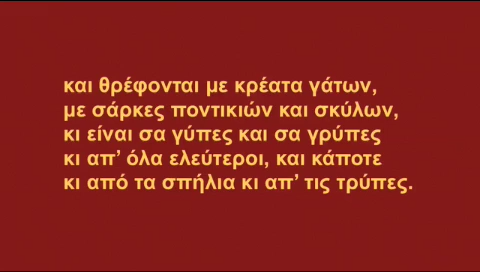 και θρέφονται με κρέατα γάτων,
με σάρκες ποντικιών και σκύλων,
κι είναι σα γύπες και σα γρύπες
κι απ’ όλα ελεύτεροι, και κάποτε
κι από τα σπήλια κι απ’ τις τρύπες.